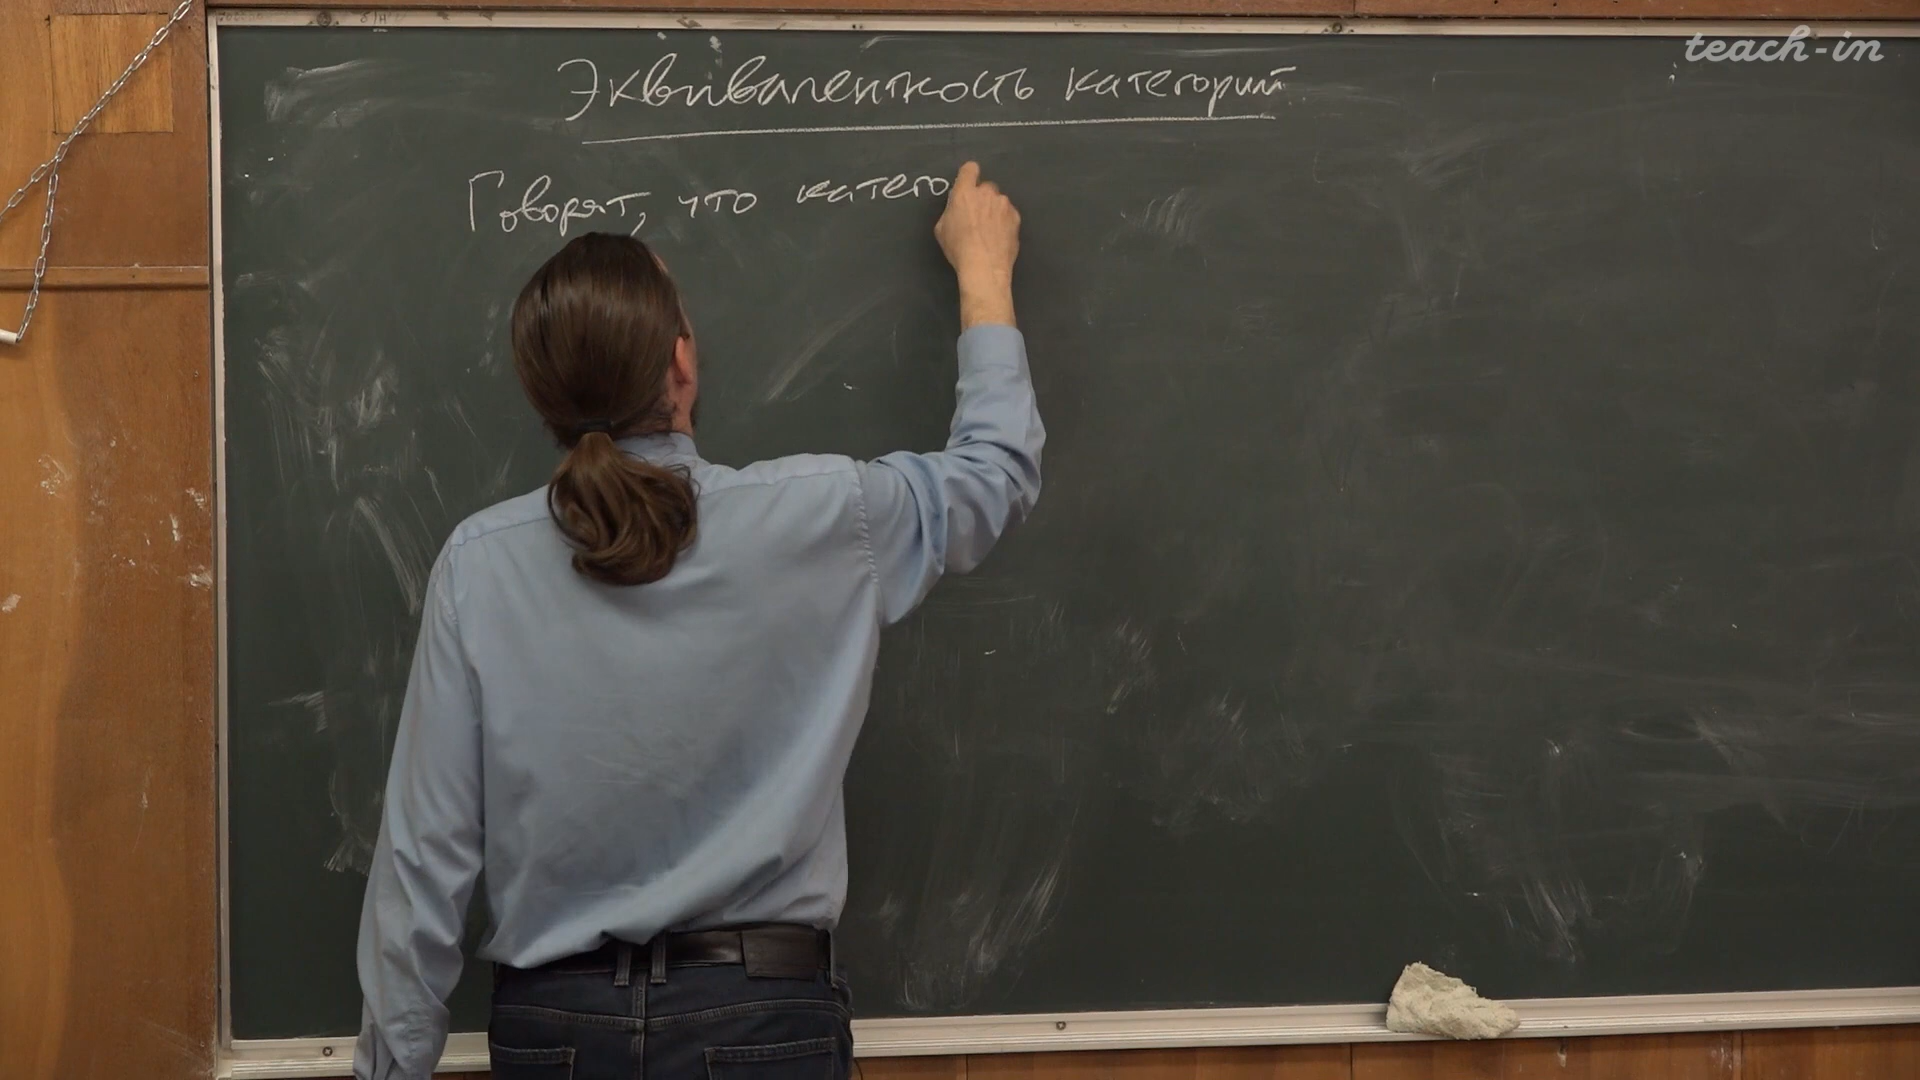 teach-in
Эквивалентность категорий
Говорят, что катего